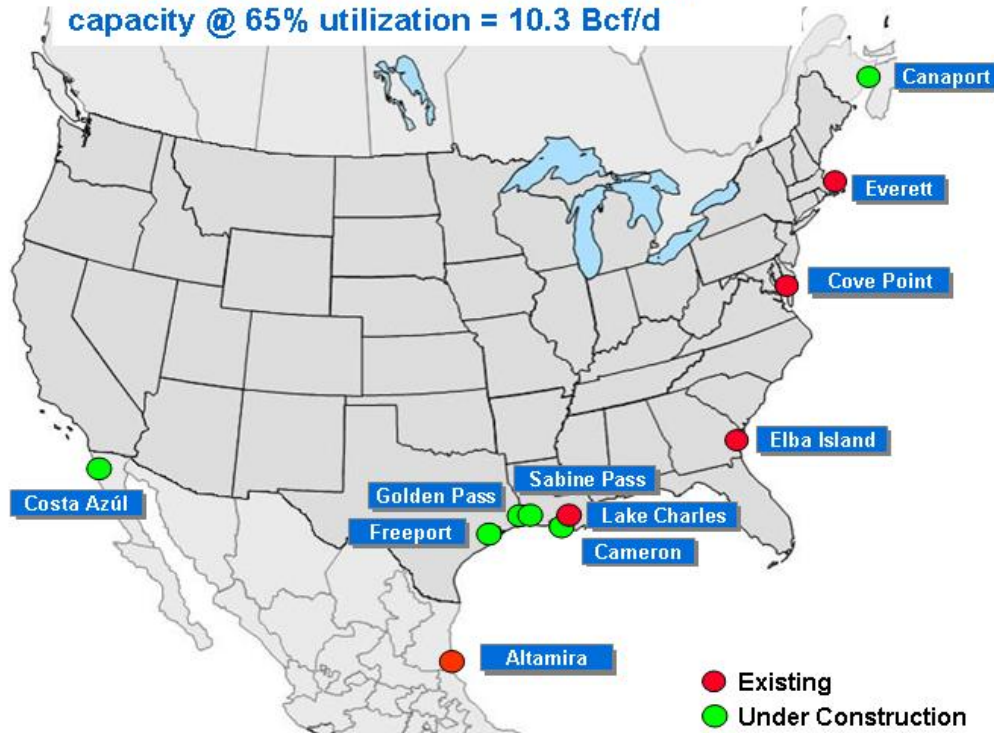 capacity @ 65% utilization = 10.3 Bcf/d
Canaport
Everett
Cove Point
Elba Island
Sabine Pass
Golden Pass
Costa Azúl
Lake Charles
Freeport
Cameron
Altamira
Existing
Under Construction